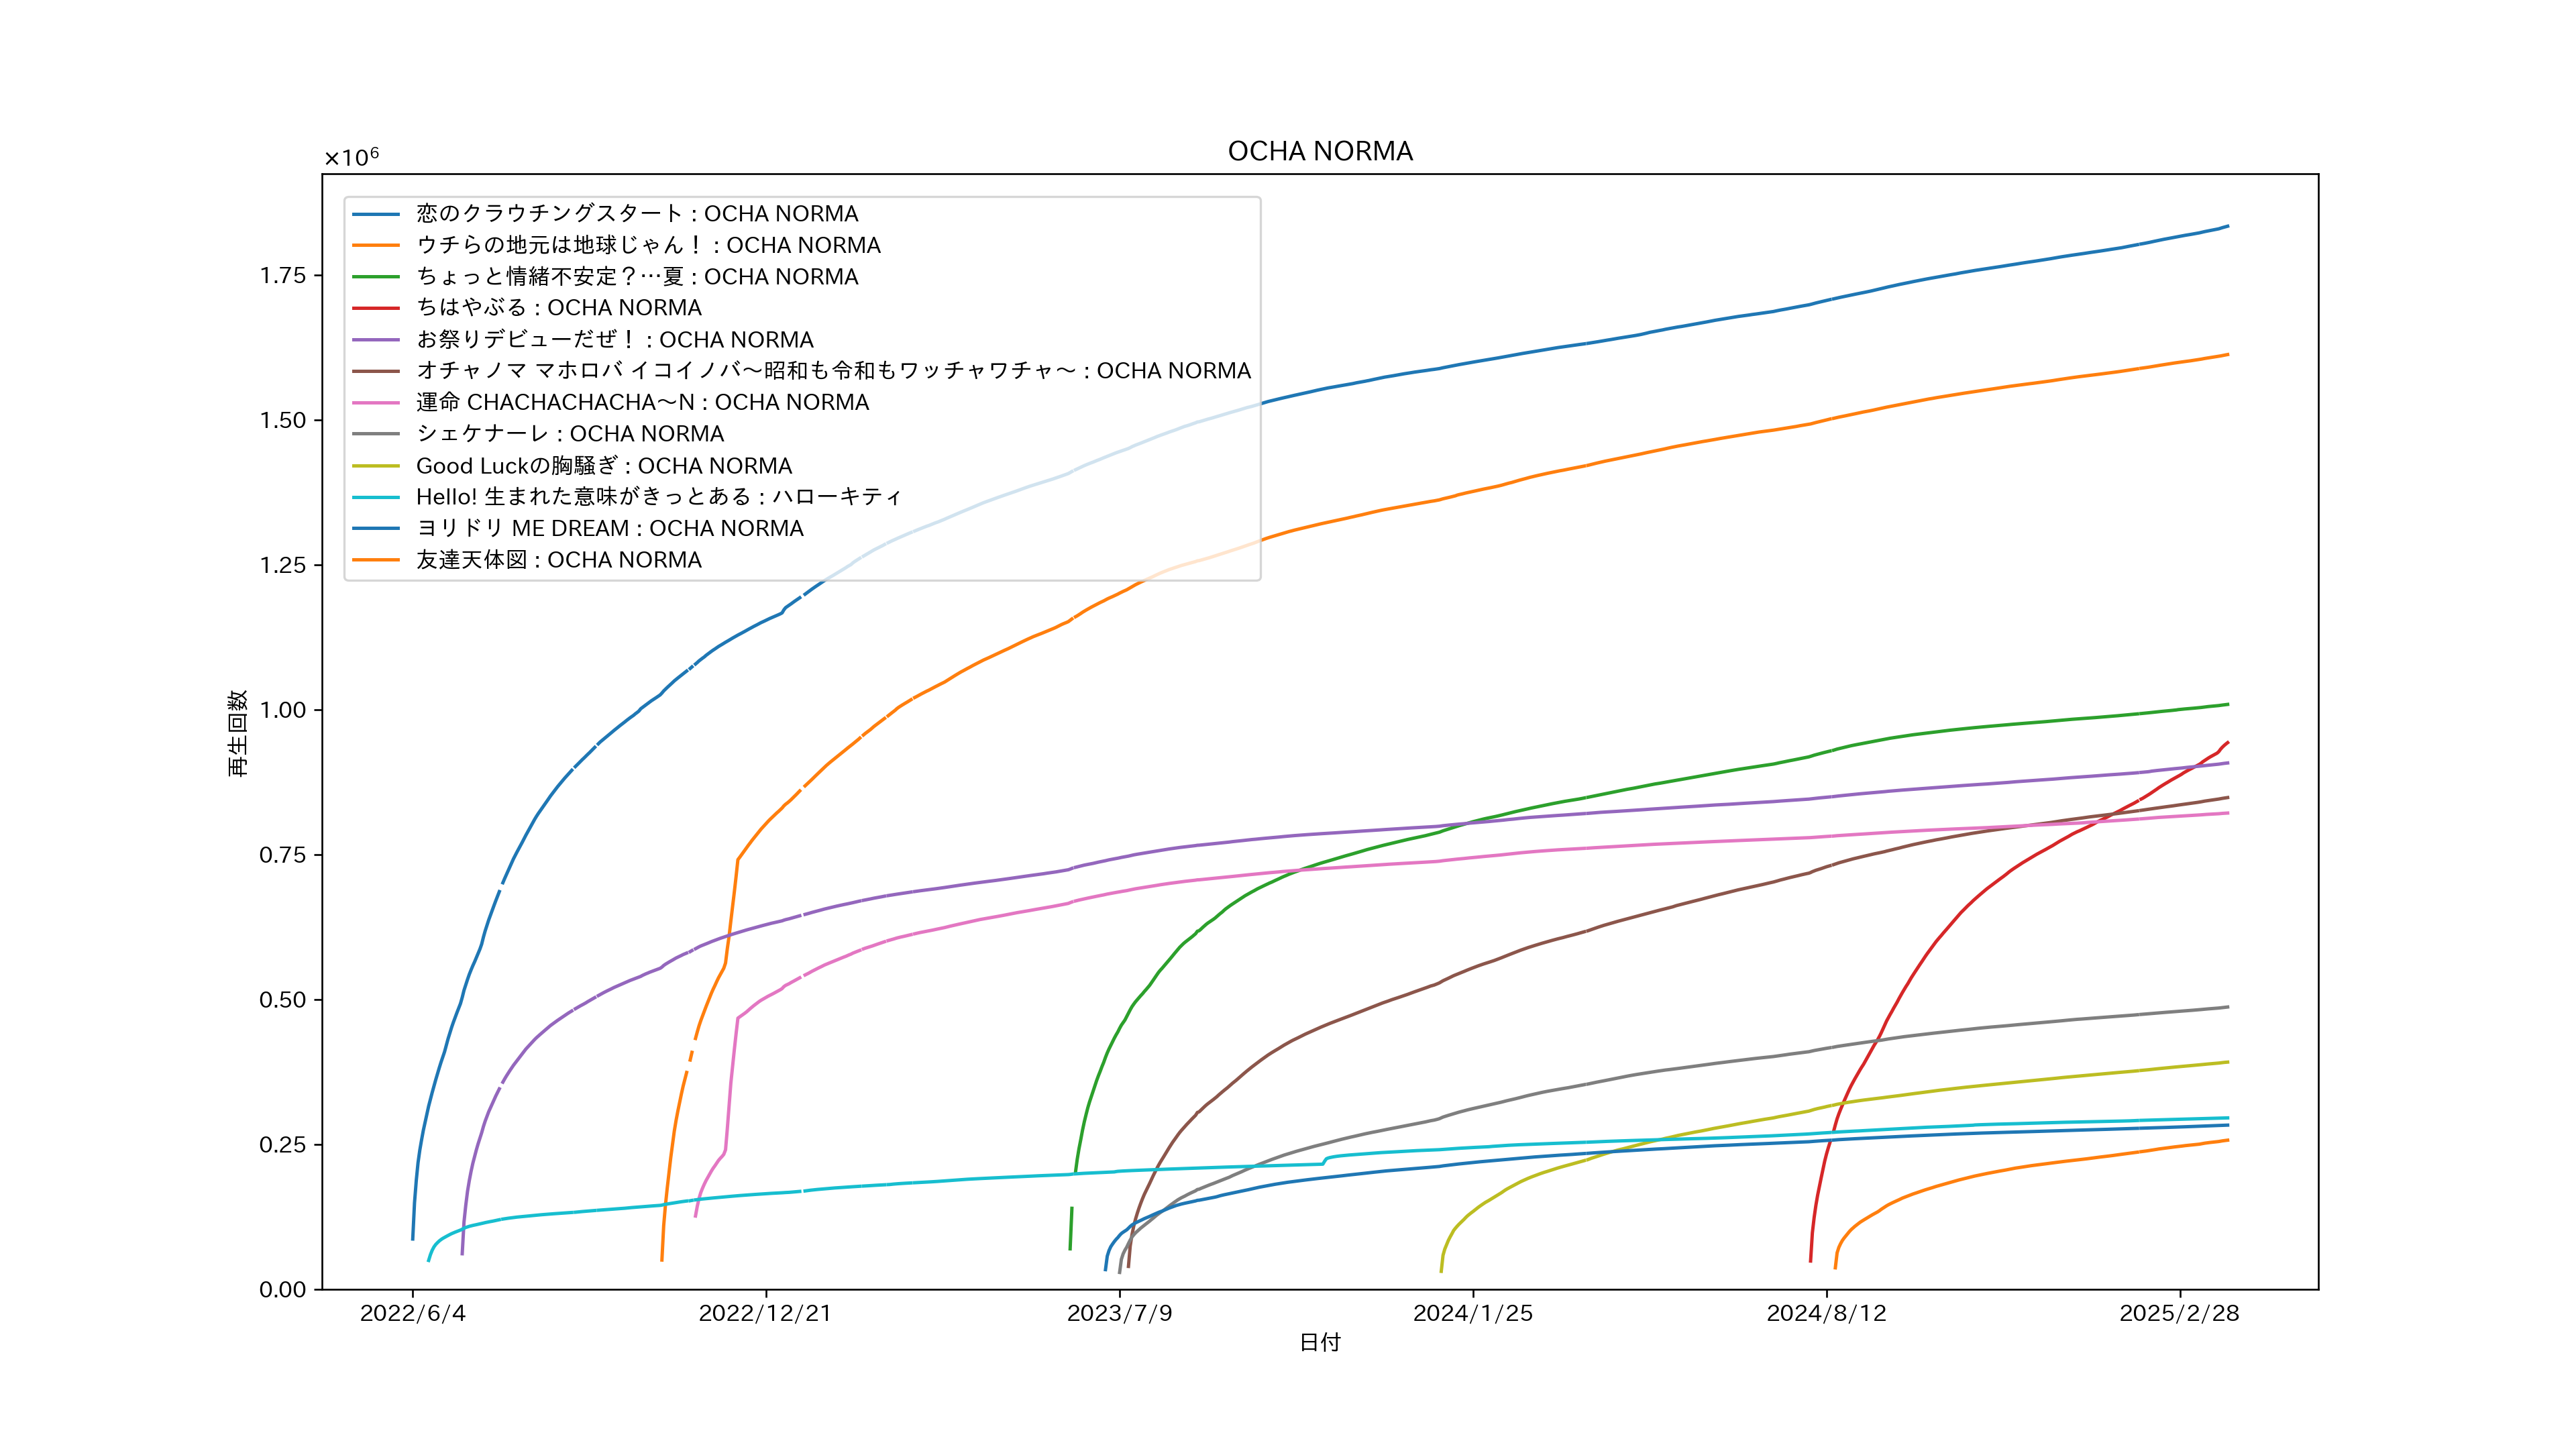 OCHA NORMA
×10⁶
恋のクラウチングスタート : OCHA NORMA
ウチらの地元は地球じゃん！ : OCHA NORMA
ちょっと情緒不安定？…夏 : OCHA NORMA
ちはやぶる : OCHA NORMA
お祭りデビューだぜ！ : OCHA NORMA
オチャノマ マホロバ イコイノバ～昭和も令和もワッチャワチャ～ : OCHA NORMA
運命 CHACHACHACHA～N : OCHA NORMA
シェケナーレ : OCHA NORMA
Good Luckの胸騒ぎ : OCHA NORMA
Hello! 生まれた意味がきっとある : ハローキティ
ヨリドリ ME DREAM : OCHA NORMA
友達天体図 : OCHA NORMA
1.75
1.50
1.25
1.00
0.75
0.50
0.25
0.00
再生回数
2022/6/4 2022/12/21 2023/7/9 2024/1/25 2024/8/12 2025/2/28
日付